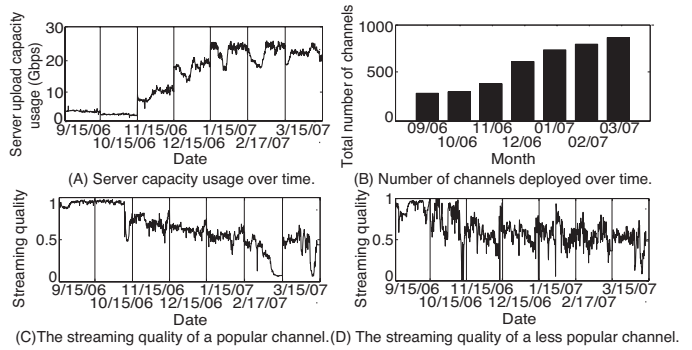 Server upload capacity
usage (Gbps)
30
20
10
0
9/15/06 11/15/06 1/15/07 3/15/07
10/15/06 12/15/06 2/17/07
Date
(A) Server capacity usage over time.
Total number of channels
1000
500
0
09/06 11/06 01/07 03/07
10/06 12/06 02/07
Month
(B) Number of channels deployed over time.
Streaming quality
1
0.5
0
9/15/06 11/15/06 1/15/07 3/15/07
10/15/06 12/15/06 2/17/07
Date
(C)The streaming quality of a popular channel.
Streaming quality
1
0.5
0
9/15/06 11/15/06 1/15/07 3/15/07
10/15/06 12/15/06 2/17/07
Date
(D) The streaming quality of a less popular channel.